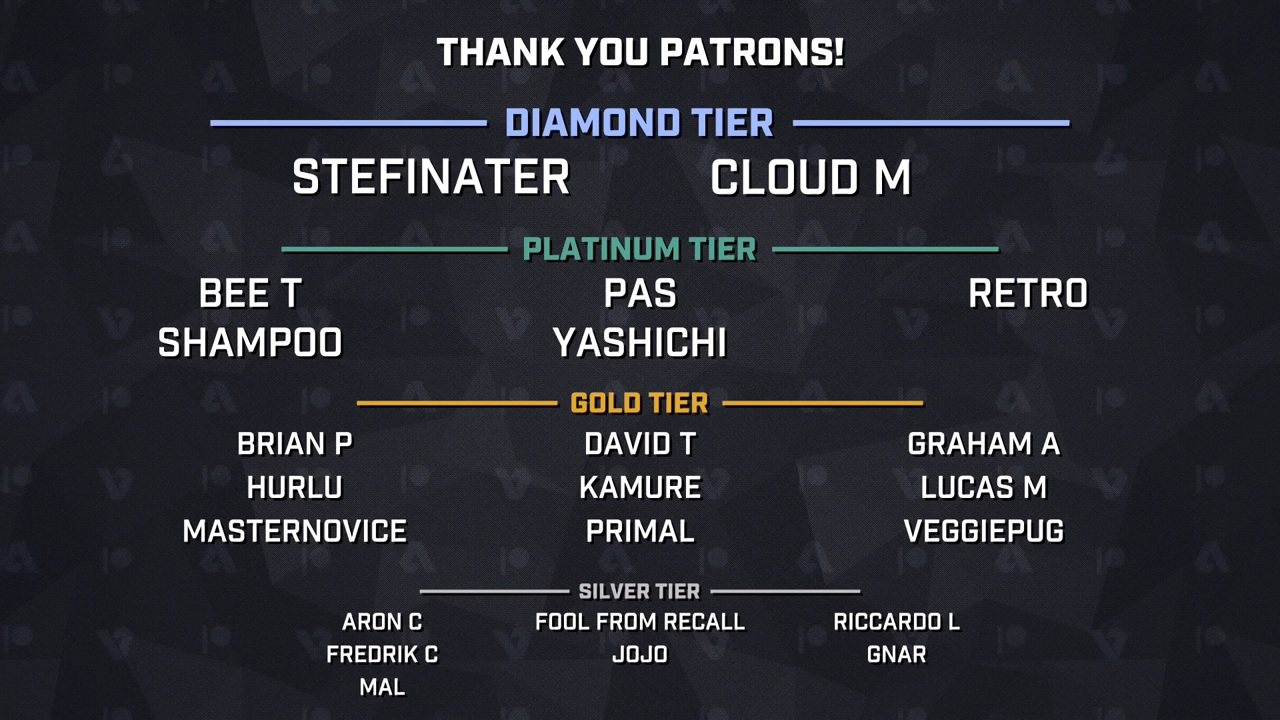 THANK YOU PATRONS!
DIAMOND TIER
STEFINATER CLOUD M
PLATINUM TIER
BEE T PAS RETRO
SHAMPOO YASHICHI
GOLD TIER
BRIAN P DAVID T GRAHAM A
HURLU KAMURE LUCAS M
MASTERNOVICE PRIMAL VEGGIEPUG
SILVER TIER
ARON C FOOL FROM RECALL RICCARDO L
FREDRIK C JOJO GNAR
MAL